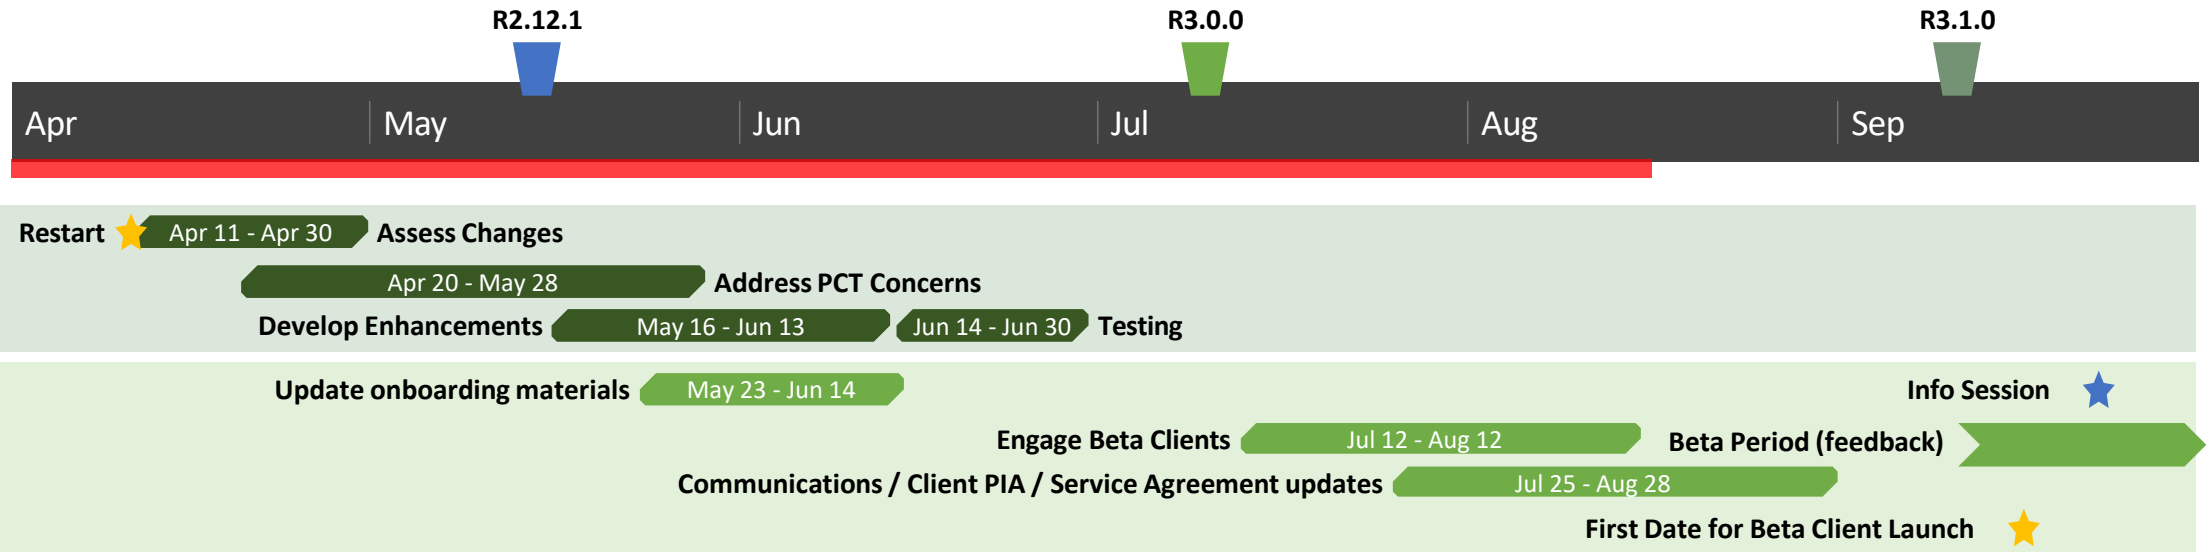 R2.12.1 R3.0.0 R3.1.0
Apr May Jun Jul Aug Sep
Restart Apr 11 - Apr 30 Assess Changes
Apr 20 - May 28 Address PCT Concerns
Develop Enhancements May 16 - Jun 13 Jun 14 - Jun 30 Testing
Update onboarding materials May 23 - Jun 14 Info Session
Engage Beta Clients Jul 12 - Aug 12 Beta Period (feedback)
Communications / Client PIA / Service Agreement updates Jul 25 - Aug 28
First Date for Beta Client Launch